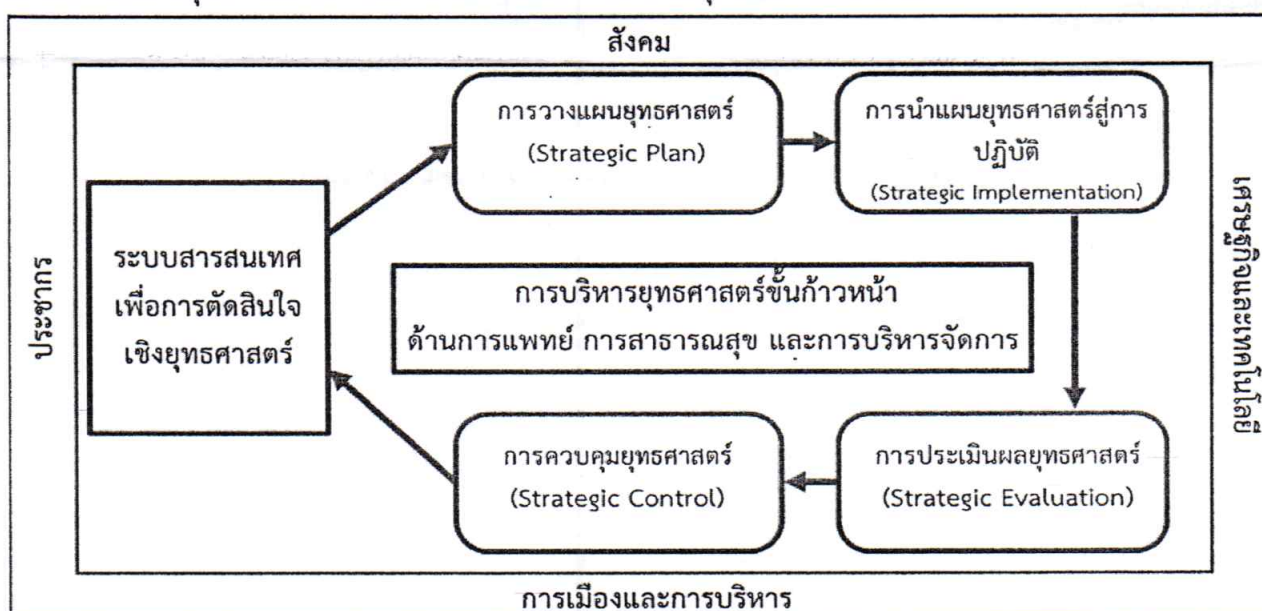 สังคม
การวางแผนยุทธศาสตร์
(Strategic Plan)
การนำแผนยุทธศาสตร์สู่การ
ปฏิบัติ
(Strategic Implementation)
ประชากร
ระบบสารสนเทศ
เพื่อการตัดสินใจ
เชิงยุทธศาสตร์
การบริหารยุทธศาสตร์ขั้นก้าวหน้า
ด้านการแพทย์ การสาธารณสุข และการบริหารจัดการ
เศรษฐกิจและเทคโนโลยี
การควบคุมยุทธศาสตร์
(Strategic Control)
การประเมินผลยุทธศาสตร์
(Strategic Evaluation)
การเมืองและการบริหาร